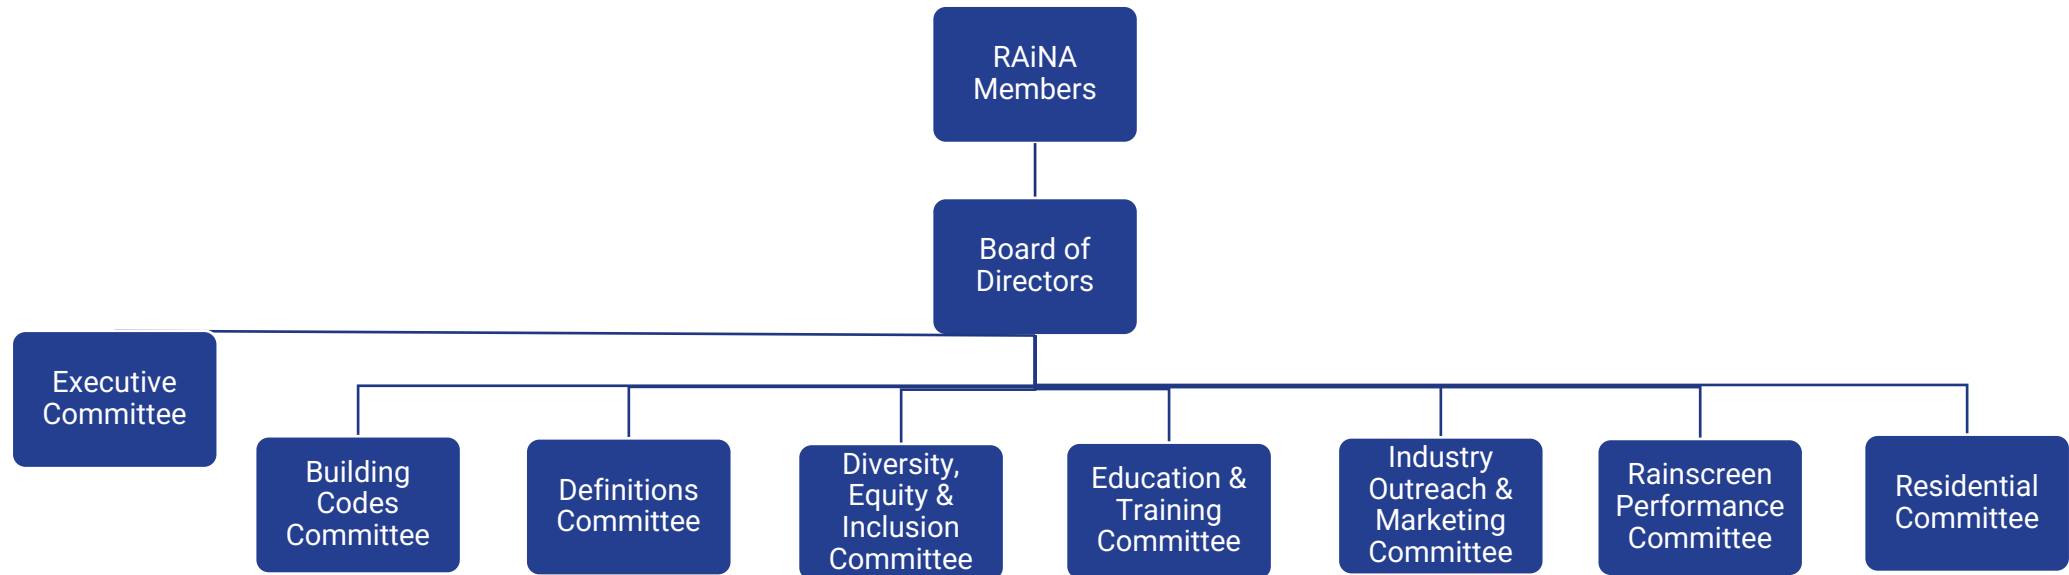 RAiNA
Members
Board of
Directors
Executive
Committee
Building
Codes
Committee
Definitions
Committee
Diversity,
Equity &
Inclusion
Committee
Education &
Training
Committee
Industry
Outreach &
Marketing
Committee
Rainscreen
Performance
Committee
Residential
Committee